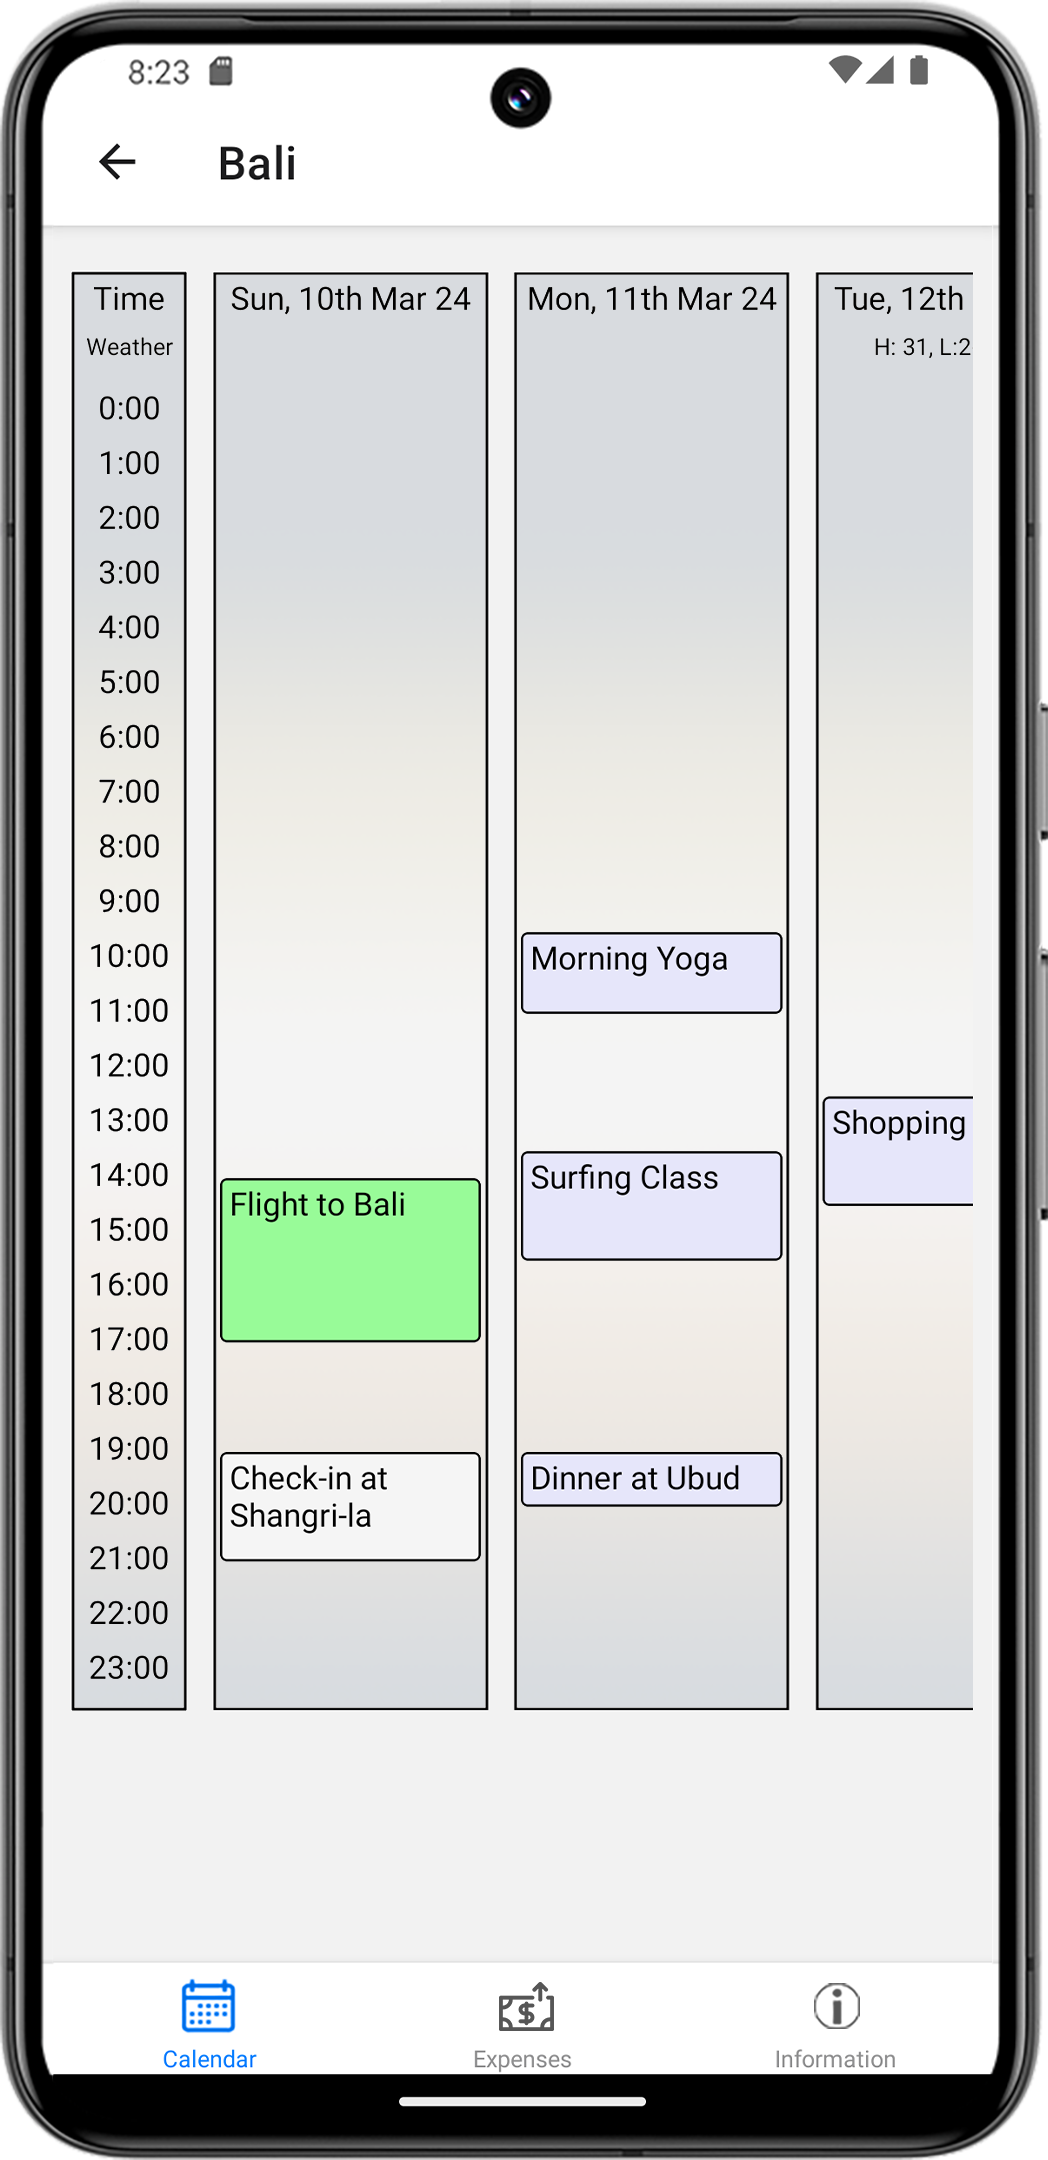 8:23
Bali
Time
Weather
0:00
1:00
2:00
3:00
4:00
5:00
6:00
7:00
8:00
9:00
10:00
11:00
12:00
13:00
14:00
15:00
16:00
17:00
18:00
19:00
20:00
21:00
22:00
23:00
Sun, 10th Mar 24
Flight to Bali
Check-in at
Shangri-la
Mon, 11th Mar 24
Morning Yoga
Surfing Class
Dinner at Ubud
Tue, 12th
H: 31, L:2
Shopping
$
Calendar
Expenses
Information